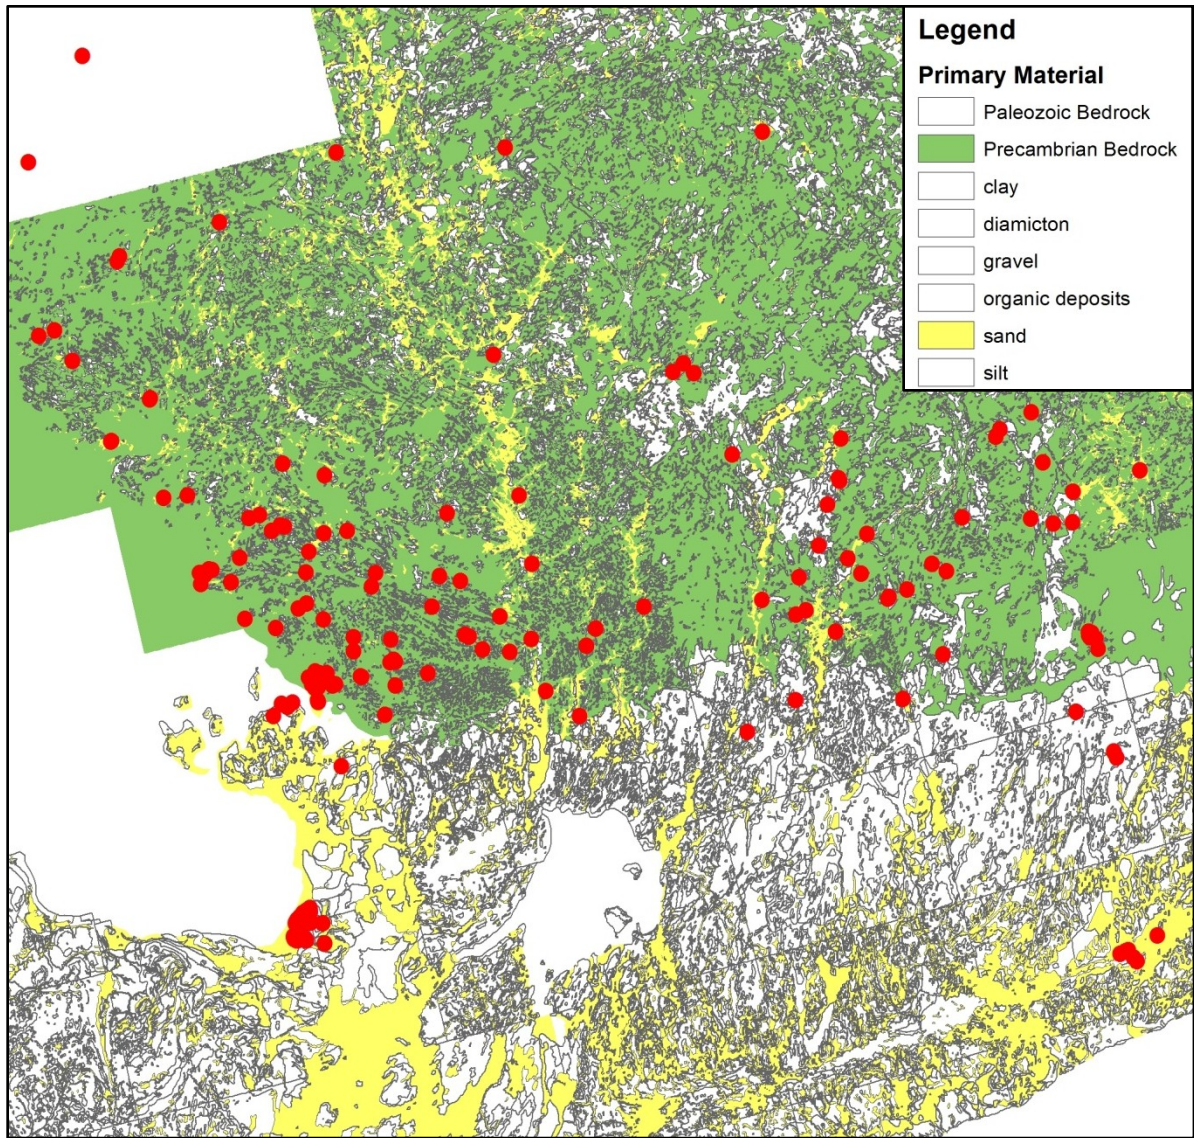 Legend
Primary Material
Paleozoic Bedrock
Precambrian Bedrock
clay
diamicton
gravel
organic deposits
sand
silt